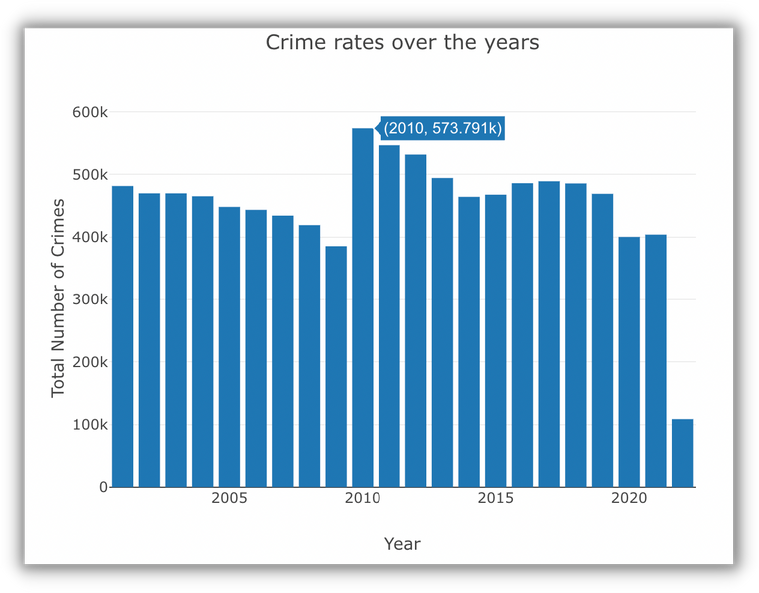 Crime rates over the years
600k
(2010, 573.791k)
500k
400k
300k
200k
100k
0
Total Number of Crimes
2005 2010 2015 2020
Year